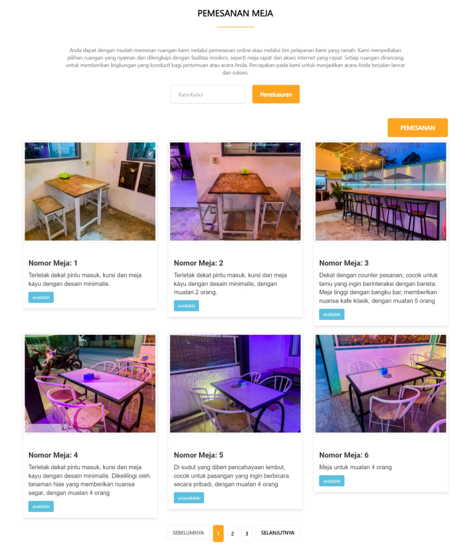 PEMESANAN MEJA
Anda dapat dengan mudah memesan ruangan kami melalui pemesanan online atau melalui tim pelayanan kami yang ramah. Kami menyediakan
pilihan ruangan yang nyaman dan dilengkapi dengan fasilitas modern, seperti meja rapat dan akses internet yang cepat. Setiap ruangan dirancang
untuk memberikan lingkungan yang kondusif bagi pertemuan atau acara Anda. Percayakan pada kami untuk menjadikan acara Anda berjalan lancar
dan sukses.
Kata Kunci
Penelusuran
PEMESANAN
Nomor Meja: 1
Terletak dekat pintu masuk, kursi dan meja
kayu dengan desain minimalis.
available
Nomor Meja: 2
Terletak dekat pintu masuk, kursi dan meja
kayu dengan desain minimalis, dengan
muatan 2 orang.
available
Nomor Meja: 3
Dekat dengan counter pesanan, cocok untuk
tamu yang ingin berinteraksi dengan barista.
Meja tinggi dengan bangku bar, memberikan
nuansa kafe klasik, dengan muatan 5 orang
available
Nomor Meja: 4
Terletak dekat pintu masuk, kursi dan meja
kayu dengan desain minimalis. Dikelilingi oleh
tanaman hias yang memberikan nuansa
segar, dengan muatan 4 orang
available
Nomor Meja: 5
Di sudut yang diberi pencahayaan lembut,
cocok untuk pasangan yang ingin berbicara
secara pribadi, dengan muatan 4 orang
unavailable
Nomor Meja: 6
Meja untuk muatan 4 orang
available
SEBELUMNYA 1 2 3 SELANJUTNYA